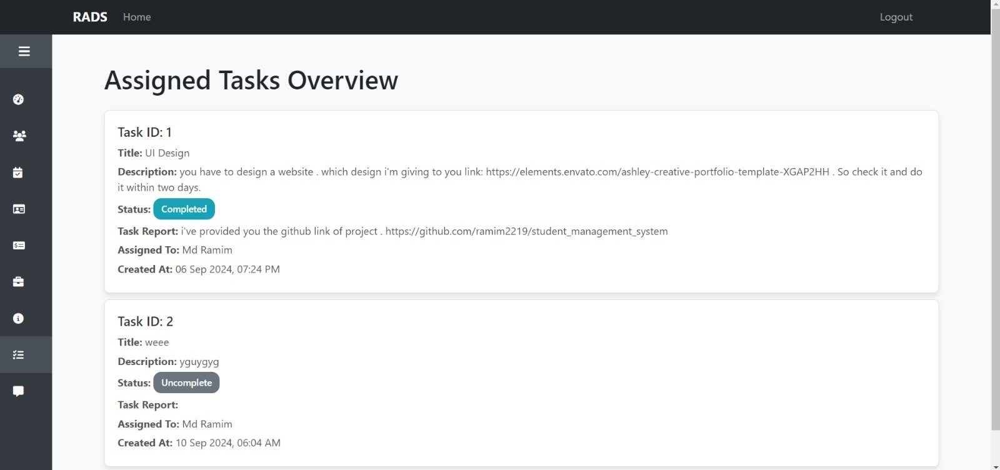 RADS Home Logout
Assigned Tasks Overview
Task ID: 1
Title: UI Design
Description: you have to design a website . which design i'm giving to you link: https://elements.envato.com/ashley-creative-portfolio-template-XGAP2HH . So check it and do
it within two days.
Status: Completed
Task Report: i've provided you the github link of project . https://github.com/ramim2219/student_management_system
Assigned To: Md Ramim
Created At: 06 Sep 2024, 07:24 PM
Task ID: 2
Title: weee
Description: yguygyg
Status: Uncomplete
Task Report:
Assigned To: Md Ramim
Created At: 10 Sep 2024, 06:04 AM